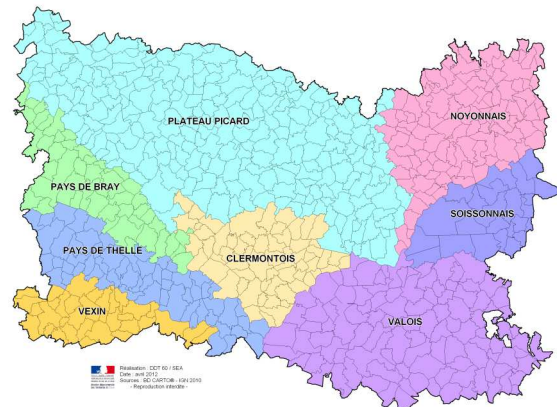 PLATEAU PICARD
NOYONNAIS
PAYS DE BRAY
SOISSONNAIS
PAYS DE THELLE
CLERMONTOIS
VEXIN
VALOIS
Réalisation : DDT 60 / SEA
Date : avril 2012
Sources : BD CARTO® - IGN 2010
- Reproduction interdite -